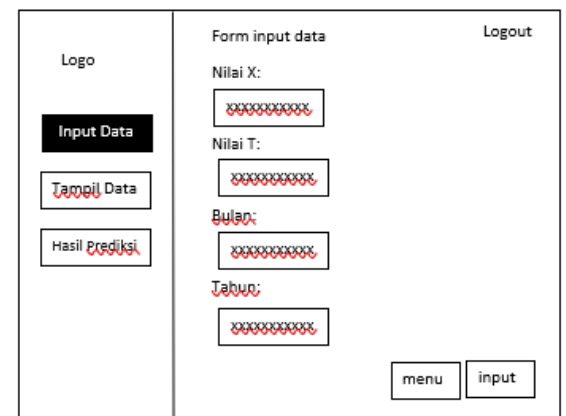 Logo
Input Data
Tampil Data
Hasil Prediksi
Form input data
Logout
Nilai X:
xxxxxxxxxxx
Nilai T:
xxxxxxxxxxx
Bulan:
xxxxxxxxxxx
Tahun:
xxxxxxxxxxx
menu
input